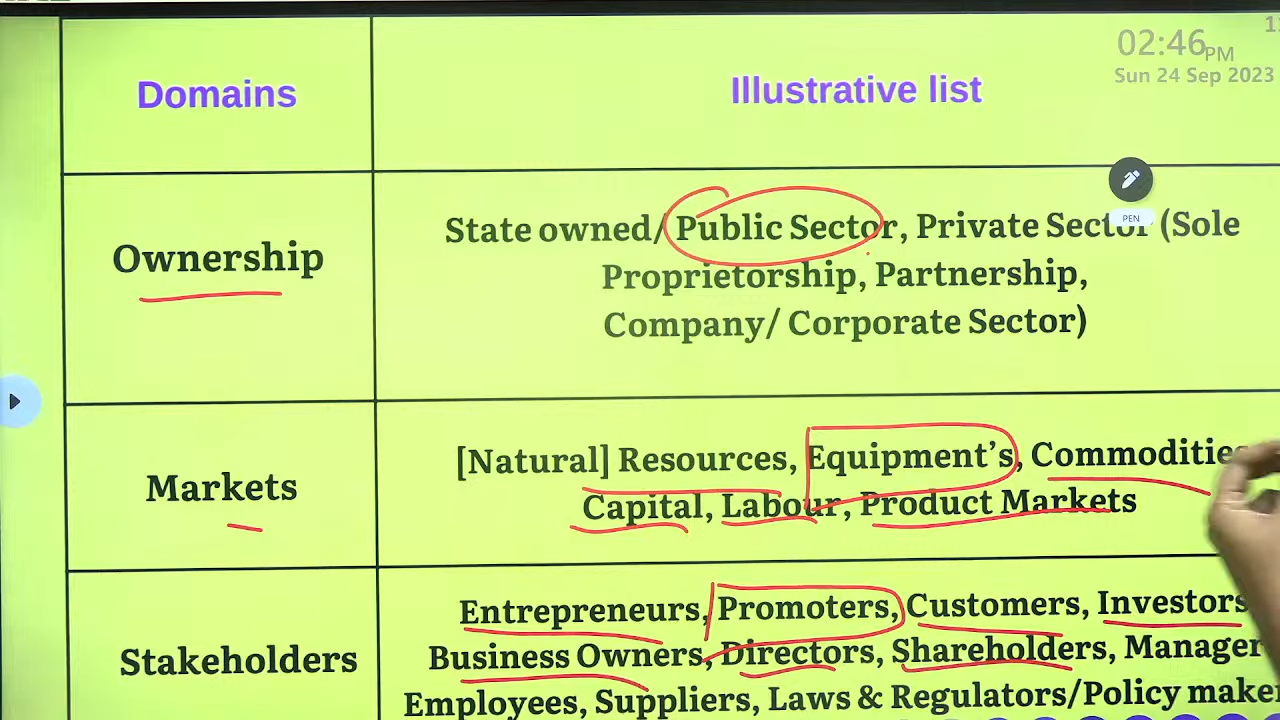 02:46PM
Sun 24 Sep 2023
Domains
Illustrative list
Ownership
State owned/ Public Sector, Private Sector (Sole
Proprietorship, Partnership,
Company/ Corporate Sector)
PEN
Markets
[Natural] Resources, Equipment's, Commodities
Capital, Labour, Product Markets
Stakeholders
Entrepreneurs, Promoters, Customers, Investors
Business Owners, Directors, Shareholders, Manager
Employees, Suppliers, Laws & Regulators/Policy make